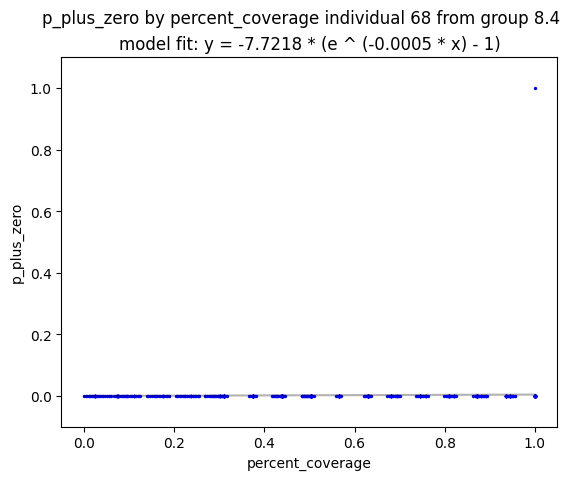 p_plus_zero by percent_coverage individual 68 from group 8.4
model fit: y = -7.7218 * (e ^ (-0.0005 * x) - 1)
1.0
0.8
0.6
0.4
0.2
0.0
p_plus_zero
0.0 0.2 0.4 0.6 0.8 1.0
percent_coverage